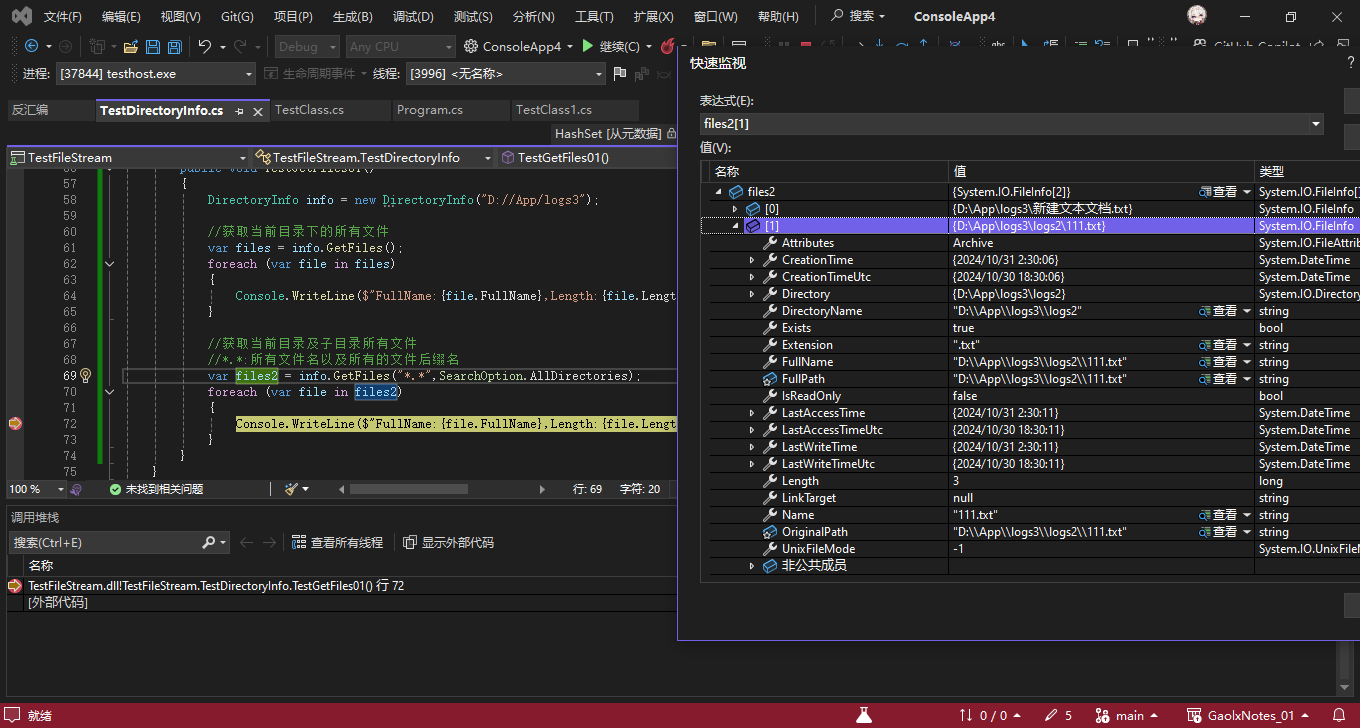 文件(F) 编辑(E) 视图(V) Git(G) 项目(P) 生成(B) 调试(D) 测试(S) 分析(N) 工具(T) 扩展(X) 窗口(W) 帮助(H) 搜索 ConsoleApp4
Debug Any CPU ConsoleApp4 继续(C) GitHub Copilot
进程: [37844] testhost.exe 生命周期事件 线程: [3996] <无名称>
反汇编 TestDirectoryInfo.cs TestClass.cs Program.cs TestClass1.cs
HashSet [从元数据]
TestFileStream TestFileStream.TestDirectoryInfo TestGetFiles01()
57 {
58 DirectoryInfo info = new DirectoryInfo("D://App/logs3");
59
60 //获取当前目录下的所有文件
61 var files = info.GetFiles();
62 foreach (var file in files)
63 {
64 Console.WriteLine($"FullName:{file.FullName},Length:{file.Lengt
65 }
66
67 //获取当前目录及子目录所有文件
68 //*.*:所有文件名以及所有的文件后缀名
69 var files2 = info.GetFiles("*.*",SearchOption.AllDirectories);
70 foreach (var file in files2)
71 {
72 Console.WriteLine($"FullName:{file.FullName},Length:{file.Lengt
73 }
74 }
75 }
100 % 未找到相关问题 行: 69 字符: 20
调用堆栈
搜索(Ctrl+E) 查看所有线程 显示外部代码
名称
TestFileStream.dll!TestFileStream.TestDirectoryInfo.TestGetFiles01() 行 72
[外部代码]
快速监视 ?
表达式(E):
files2[1]
值(V):
名称 值 类型
files2 {System.IO.FileInfo[2]} 查看 System.IO.FileInfo[
[0] {D:\App\logs3\新建文本文档.txt} System.IO.FileInfo
[1] {D:\App\logs3\logs2\111.txt} System.IO.FileInfo
Attributes Archive System.IO.FileAttrib
CreationTime {2024/10/31 2:30:06} System.DateTime
CreationTimeUtc {2024/10/30 18:30:06} System.DateTime
Directory {D:\App\logs3\logs2} System.IO.Directory
DirectoryName "D:\\App\\logs3\\logs2" 查看 string
Exists true bool
Extension ".txt" 查看 string
FullName "D:\\App\\logs3\\logs2\\111.txt" 查看 string
FullPath "D:\\App\\logs3\\logs2\\111.txt" 查看 string
IsReadOnly false bool
LastAccessTime {2024/10/31 2:30:11} System.DateTime
LastAccessTimeUtc {2024/10/30 18:30:11} System.DateTime
LastWriteTime {2024/10/31 2:30:11} System.DateTime
LastWriteTimeUtc {2024/10/30 18:30:11} System.DateTime
Length 3 long
LinkTarget null string
Name "111.txt" 查看 string
OriginalPath "D:\\App\\logs3\\logs2\\111.txt" 查看 string
UnixFileMode -1 System.IO.UnixFileM
非公共成员
就绪 0 / 0 5 main GaolxNotes_01